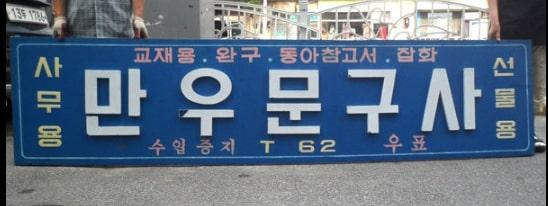 교재용 . 완구 . 동아참고서 . 잡화
사무용
만우문구사
선물용
수입증지 T 62 우표